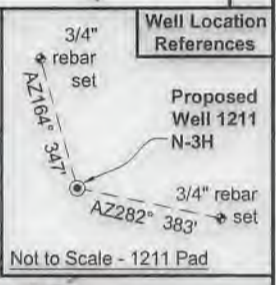 Well Location
References
3/4"
rebar
set
AZ164° 347'
Proposed
Well 1211
N-3H
3/4" rebar
set
AZ282° 383'
Not to Scale - 1211 Pad